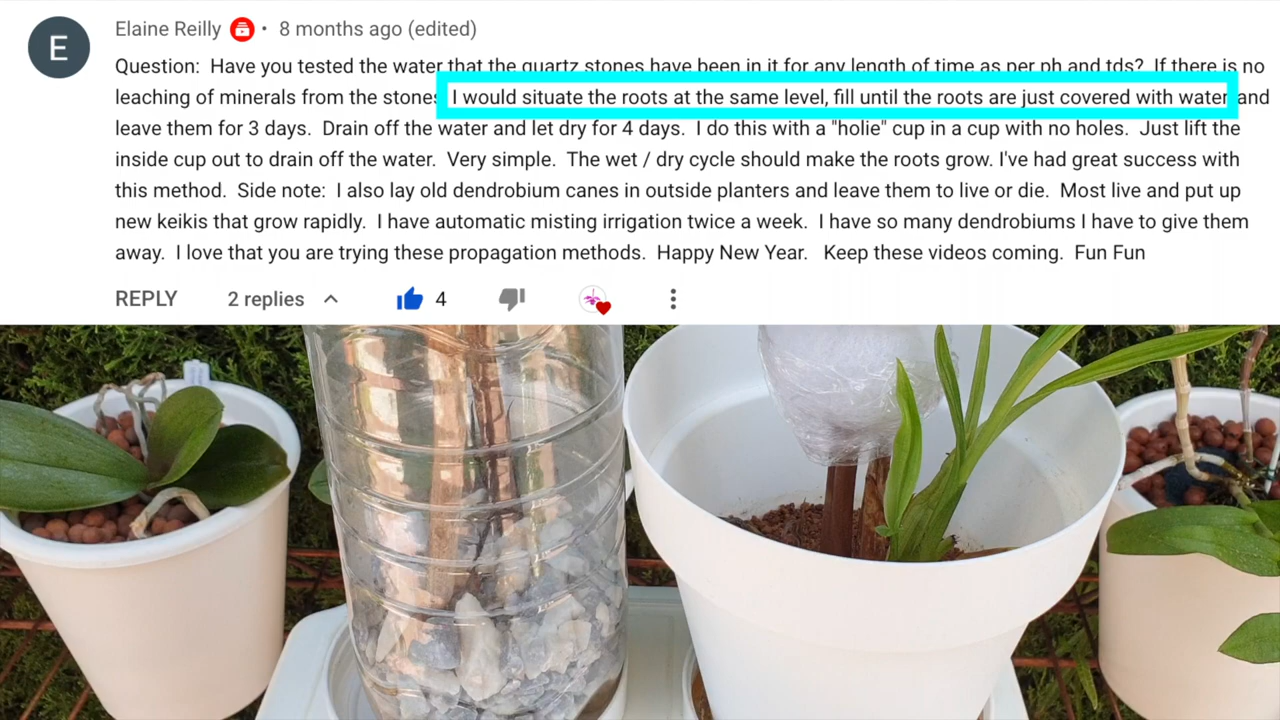 E
Elaine Reilly • 8 months ago (edited)
Question: Have you tested the water that the quartz stones have been in it for any length of time as per ph and tds? If there is no
leaching of minerals from the stones I would situate the roots at the same level, fill until the roots are just covered with water and
leave them for 3 days. Drain off the water and let dry for 4 days. I do this with a "holie" cup in a cup with no holes. Just lift the
inside cup out to drain off the water. Very simple. The wet / dry cycle should make the roots grow. I've had great success with
this method. Side note: I also lay old dendrobium canes in outside planters and leave them to live or die. Most live and put up
new keikis that grow rapidly. I have automatic misting irrigation twice a week. I have so many dendrobiums I have to give them
away. I love that you are trying these propagation methods. Happy New Year. Keep these videos coming. Fun Fun
REPLY 2 replies 4